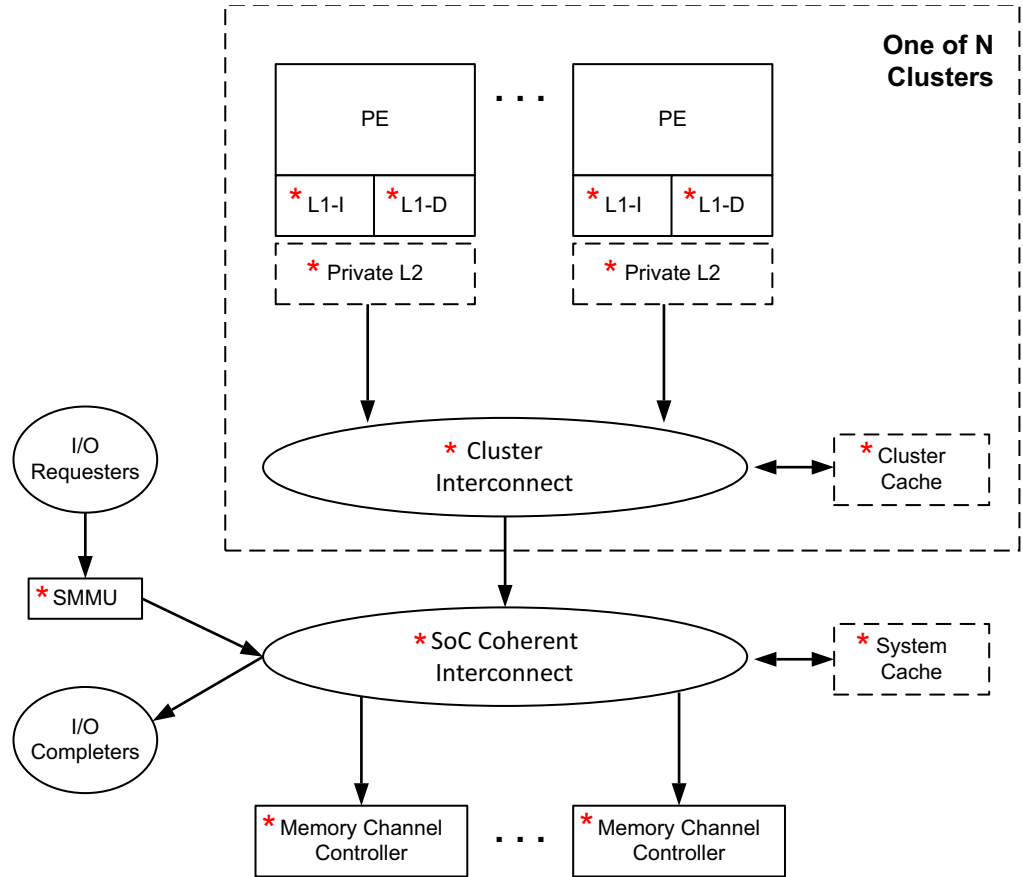 One of N
Clusters
PE
. . .
PE
* L1-I
* L1-D
* L1-I
* L1-D
* Private L2
* Private L2
I/O
Requesters
* Cluster
Interconnect
* Cluster
Cache
* SMMU
* SoC Coherent
Interconnect
* System
Cache
I/O
Completers
* Memory Channel
Controller
. . .
* Memory Channel
Controller